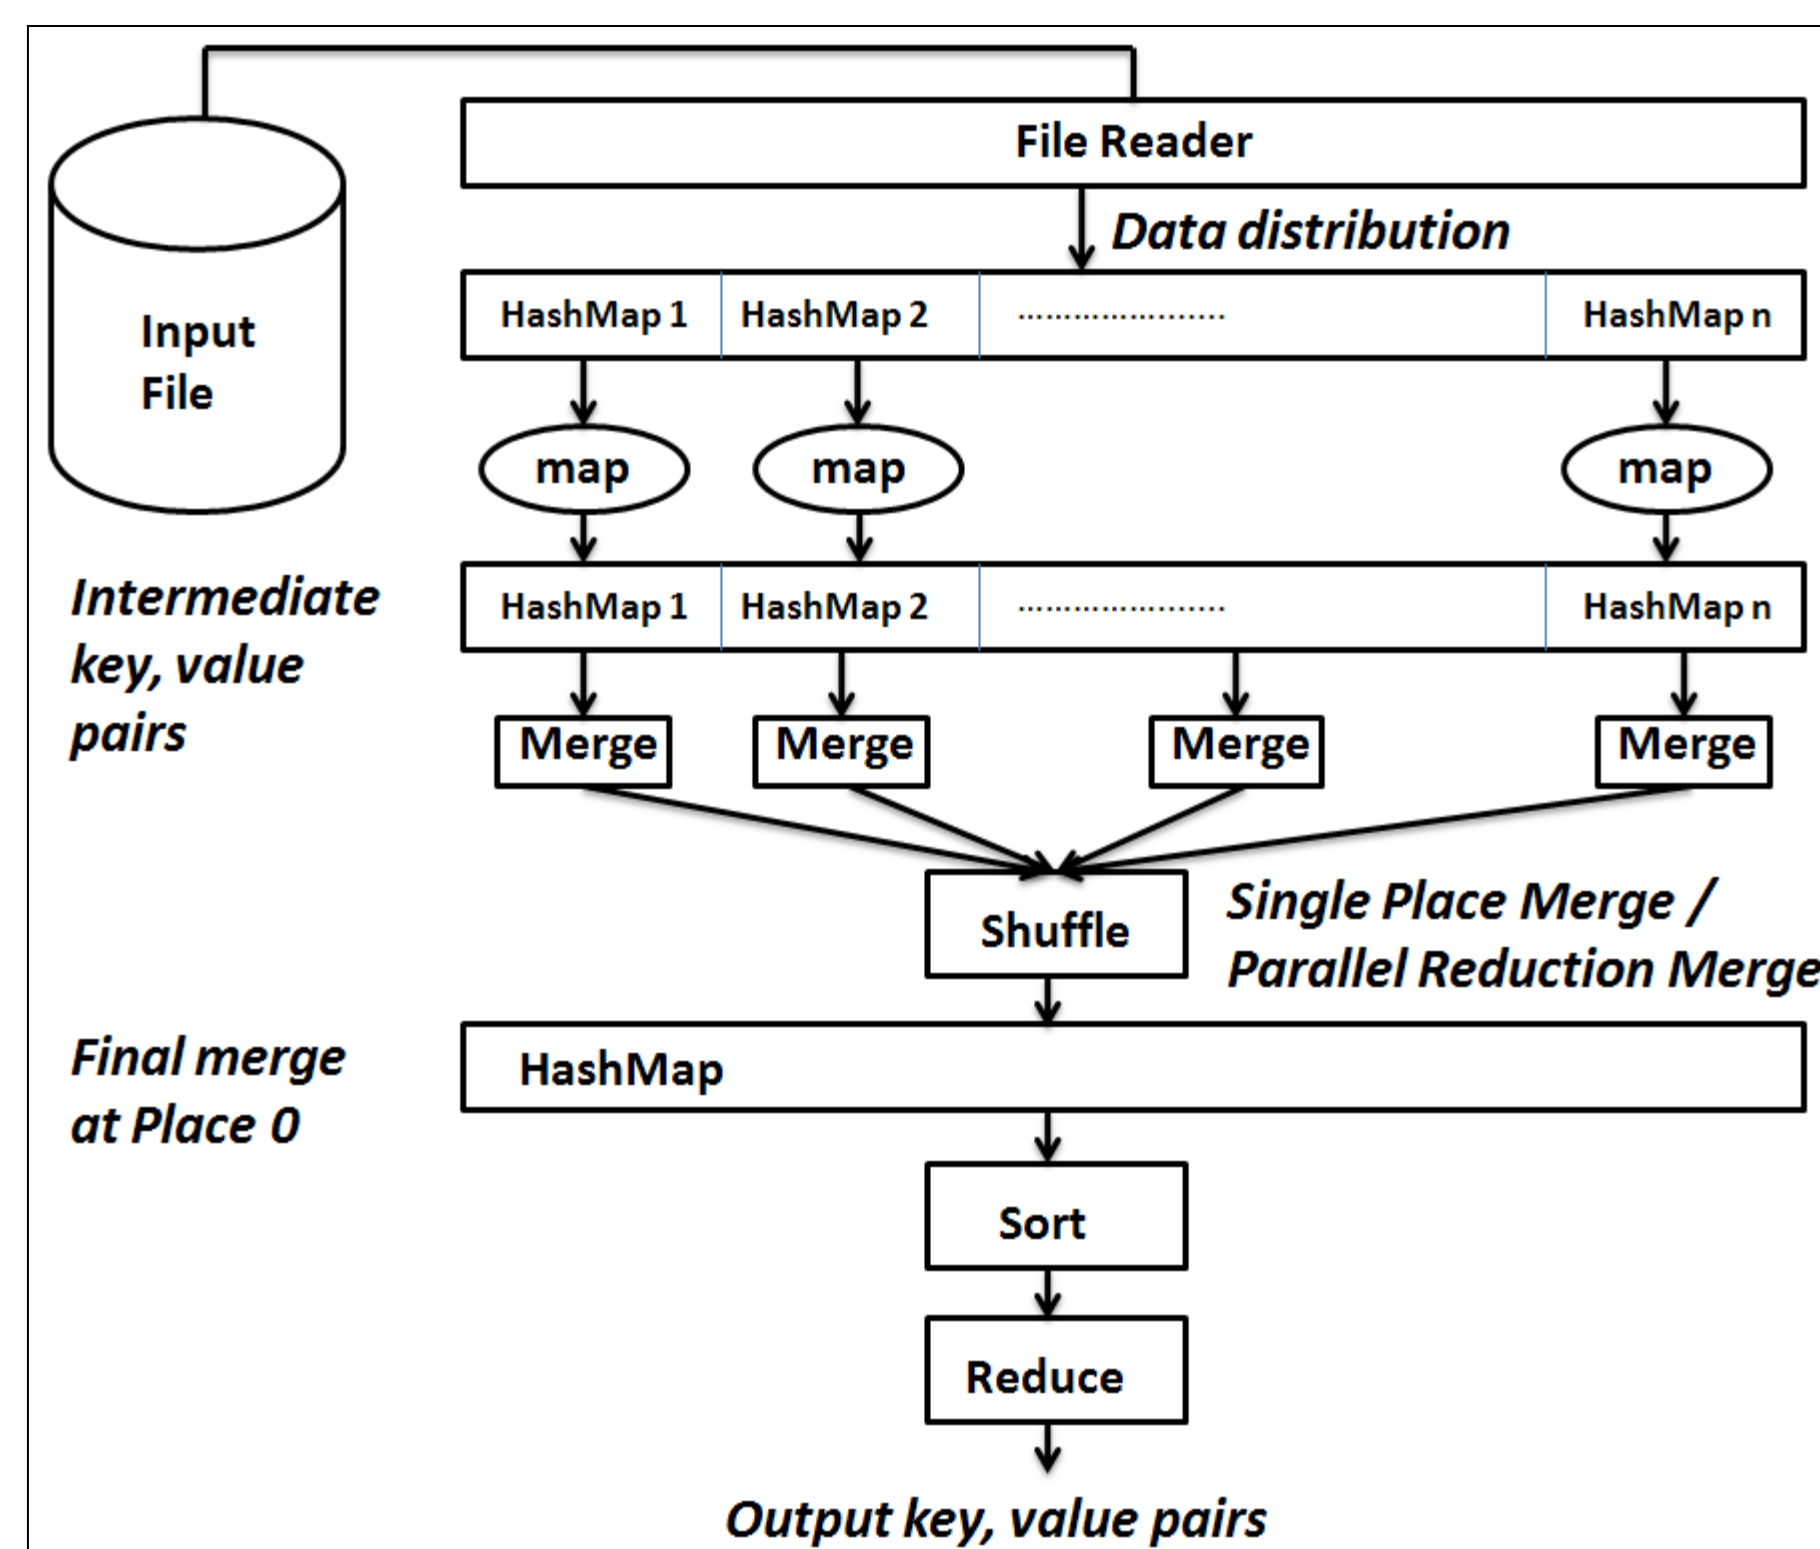 File Reader
Data distribution
HashMap 1 HashMap 2 ..................... HashMap n
Input
File
map map map
Intermediate
key, value
pairs
HashMap 1 HashMap 2 ..................... HashMap n
Merge Merge Merge Merge
Shuffle
Single Place Merge /
Parallel Reduction Merge
Final merge
at Place 0
HashMap
Sort
Reduce
Output key, value pairs